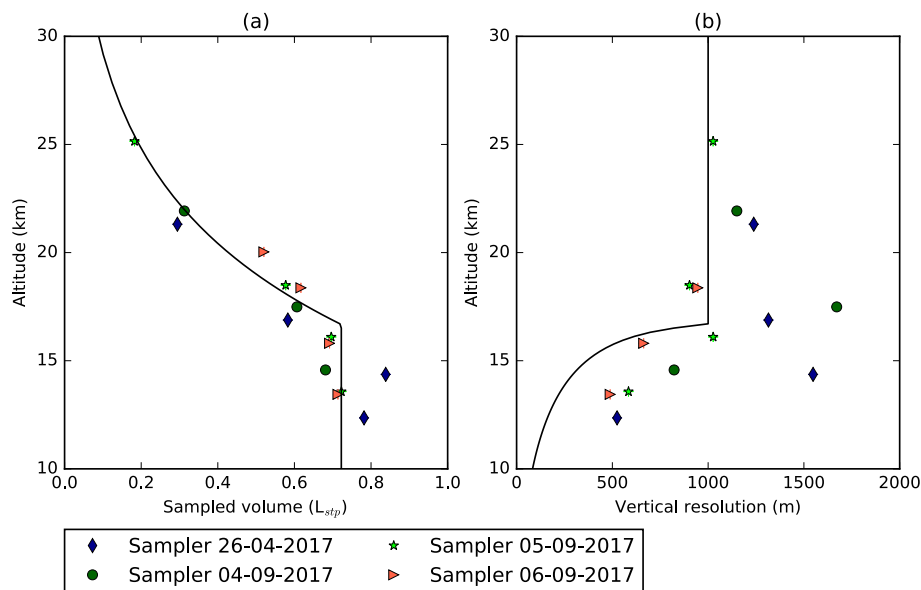 (a)
(b)
30
25
20
15
10
Altitude (km)
0.0 0.2 0.4 0.6 0.8 1.0
Sampled volume (L_stp)
30
25
20
15
10
Altitude (km)
0 500 1000 1500 2000
Vertical resolution (m)
Sampler 26-04-2017
Sampler 05-09-2017
Sampler 04-09-2017
Sampler 06-09-2017